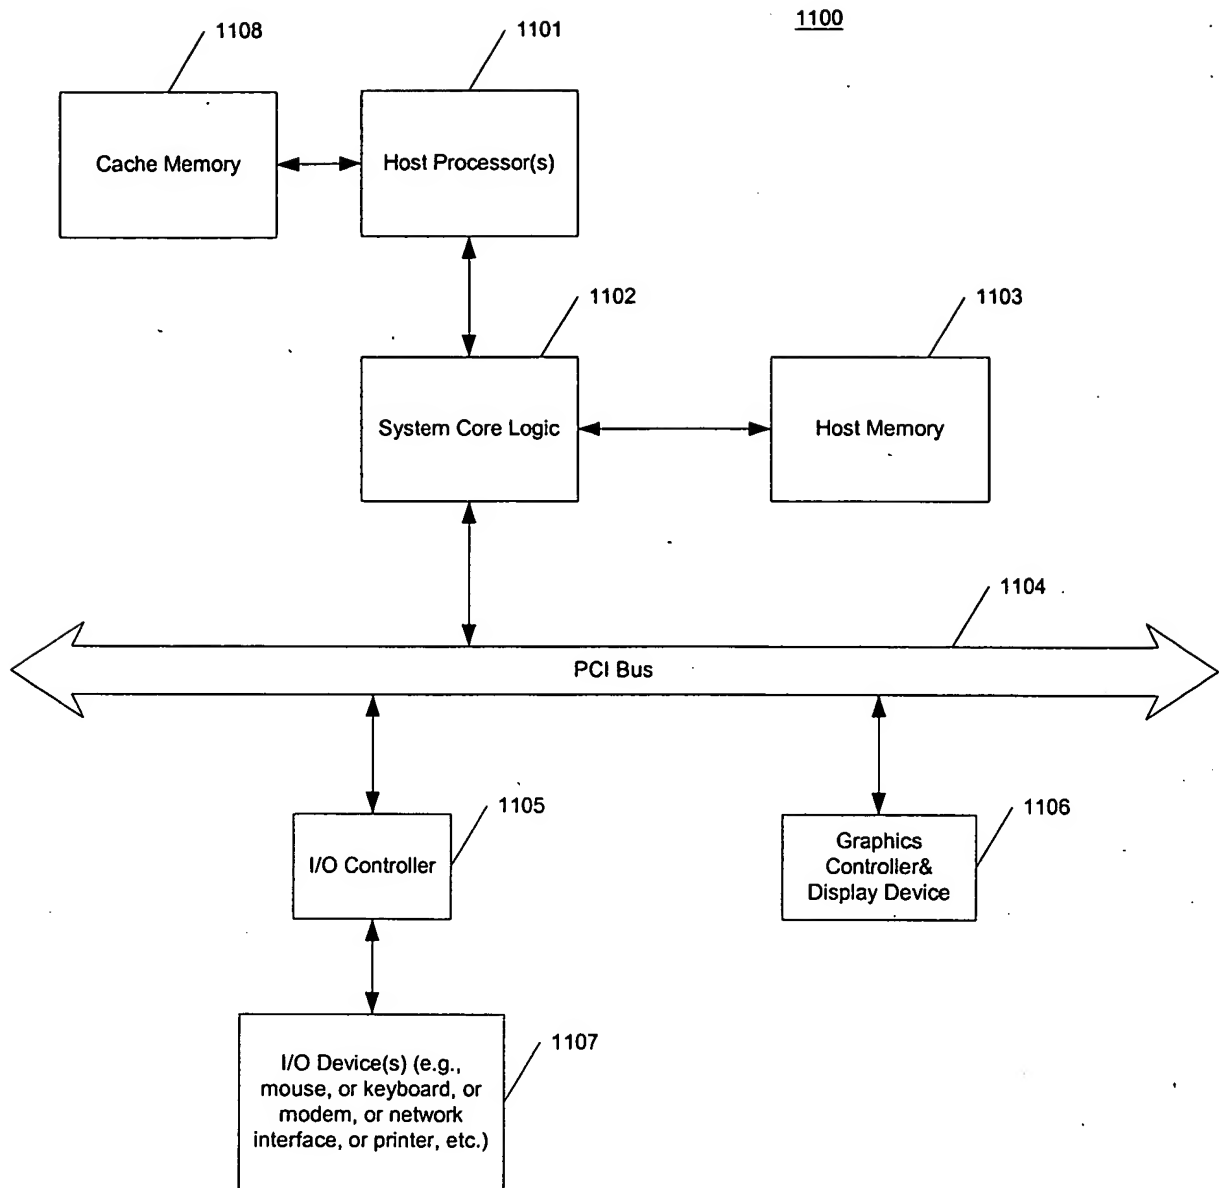 1100
1108
1101
Cache Memory
Host Processor(s)
1102
1103
System Core Logic
Host Memory
1104
PCI Bus
1105
1106
I/O Controller
Graphics
Controller&
Display Device
1107
I/O Device(s) (e.g.,
mouse, or keyboard, or
modem, or network
interface, or printer, etc.)